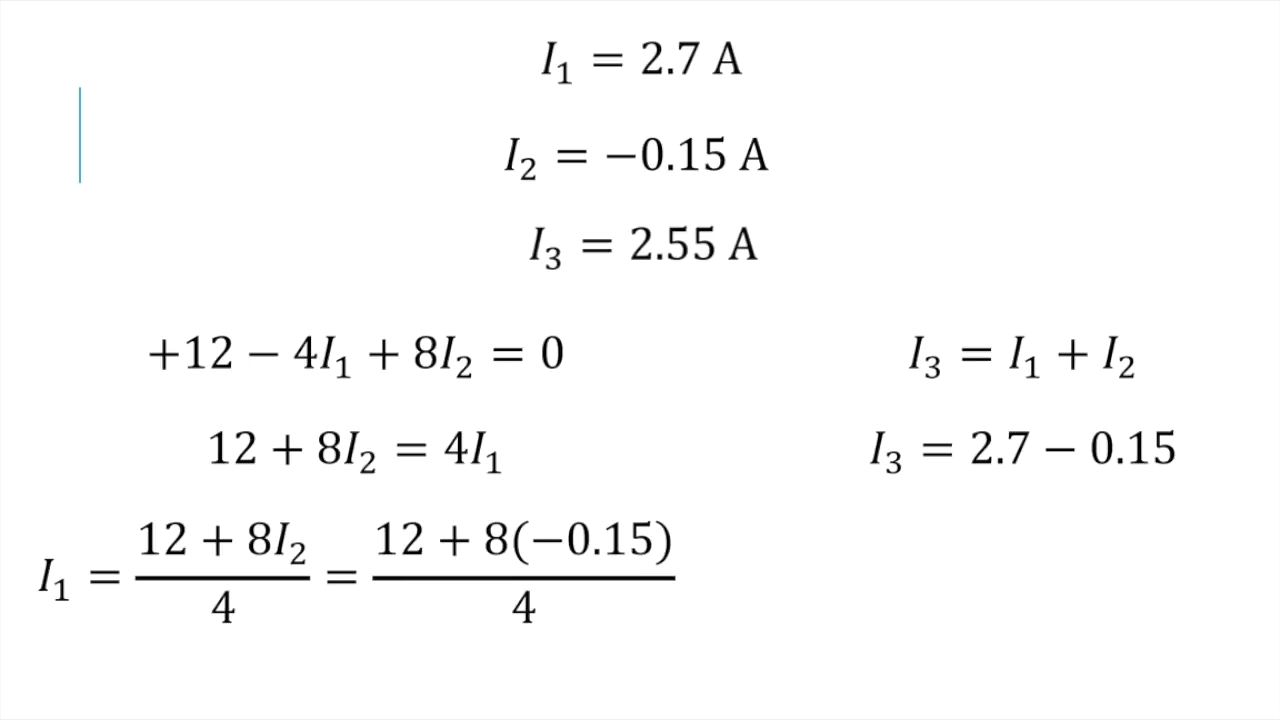 I₁ = 2.7 A
I₂ = −0.15 A
I₃ = 2.55 A
+12 − 4I₁ + 8I₂ = 0
12 + 8I₂ = 4I₁
I₁ = (12 + 8I₂)/4 = (12 + 8(−0.15))/4
I₃ = I₁ + I₂
I₃ = 2.7 − 0.15